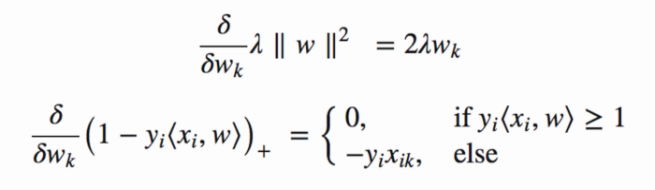 δ/δw_k λ ‖ w ‖² = 2λw_k
δ/δw_k (1 − y_i⟨x_i, w⟩)₊ = { 0, if y_i⟨x_i, w⟩ ≥ 1
−y_i x_ik, else